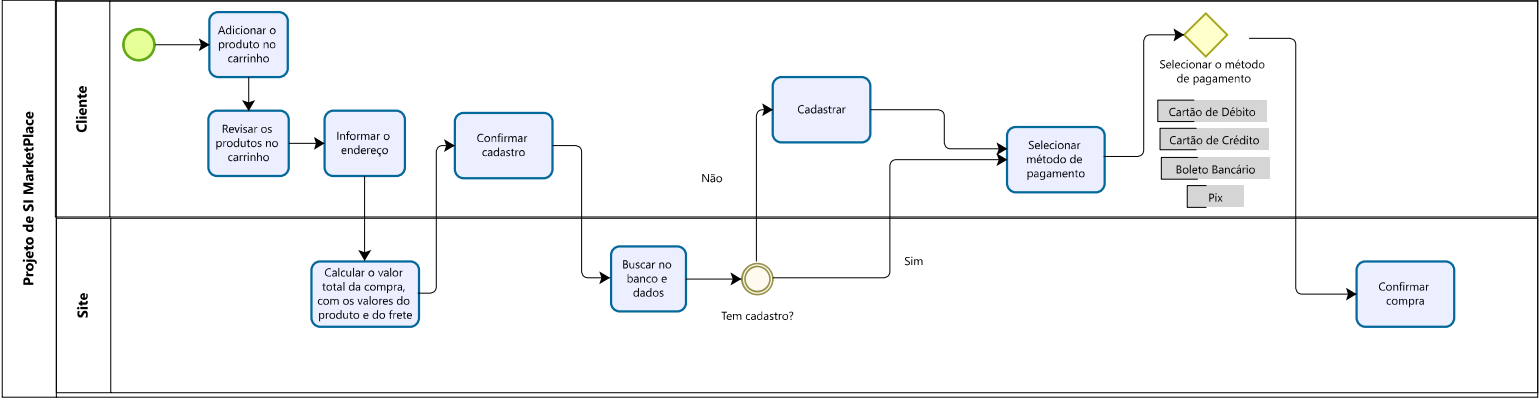 Projeto de SI MarketPlace
Cliente
Adicionar o
produto no
carrinho
Revisar os
produtos no
carrinho
Informar o
endereço
Confirmar
cadastro
Cadastrar
Não
Selecionar
método de
pagamento
Selecionar o método
de pagamento
Cartão de Débito
Cartão de Crédito
Boleto Bancário
Pix
Site
Calcular o valor
total da compra,
com os valores do
produto e do frete
Buscar no
banco e
dados
Tem cadastro?
Sim
Confirmar
compra